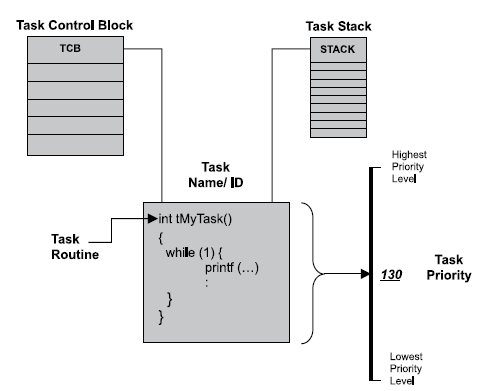 Task Control Block
TCB
Task Stack
STACK
Task
Name/ ID
Task
Routine
int tMyTask()
{
while (1) {
printf (...)
:
}
}
Highest
Priority
Level
130
Task
Priority
Lowest
Priority
Level